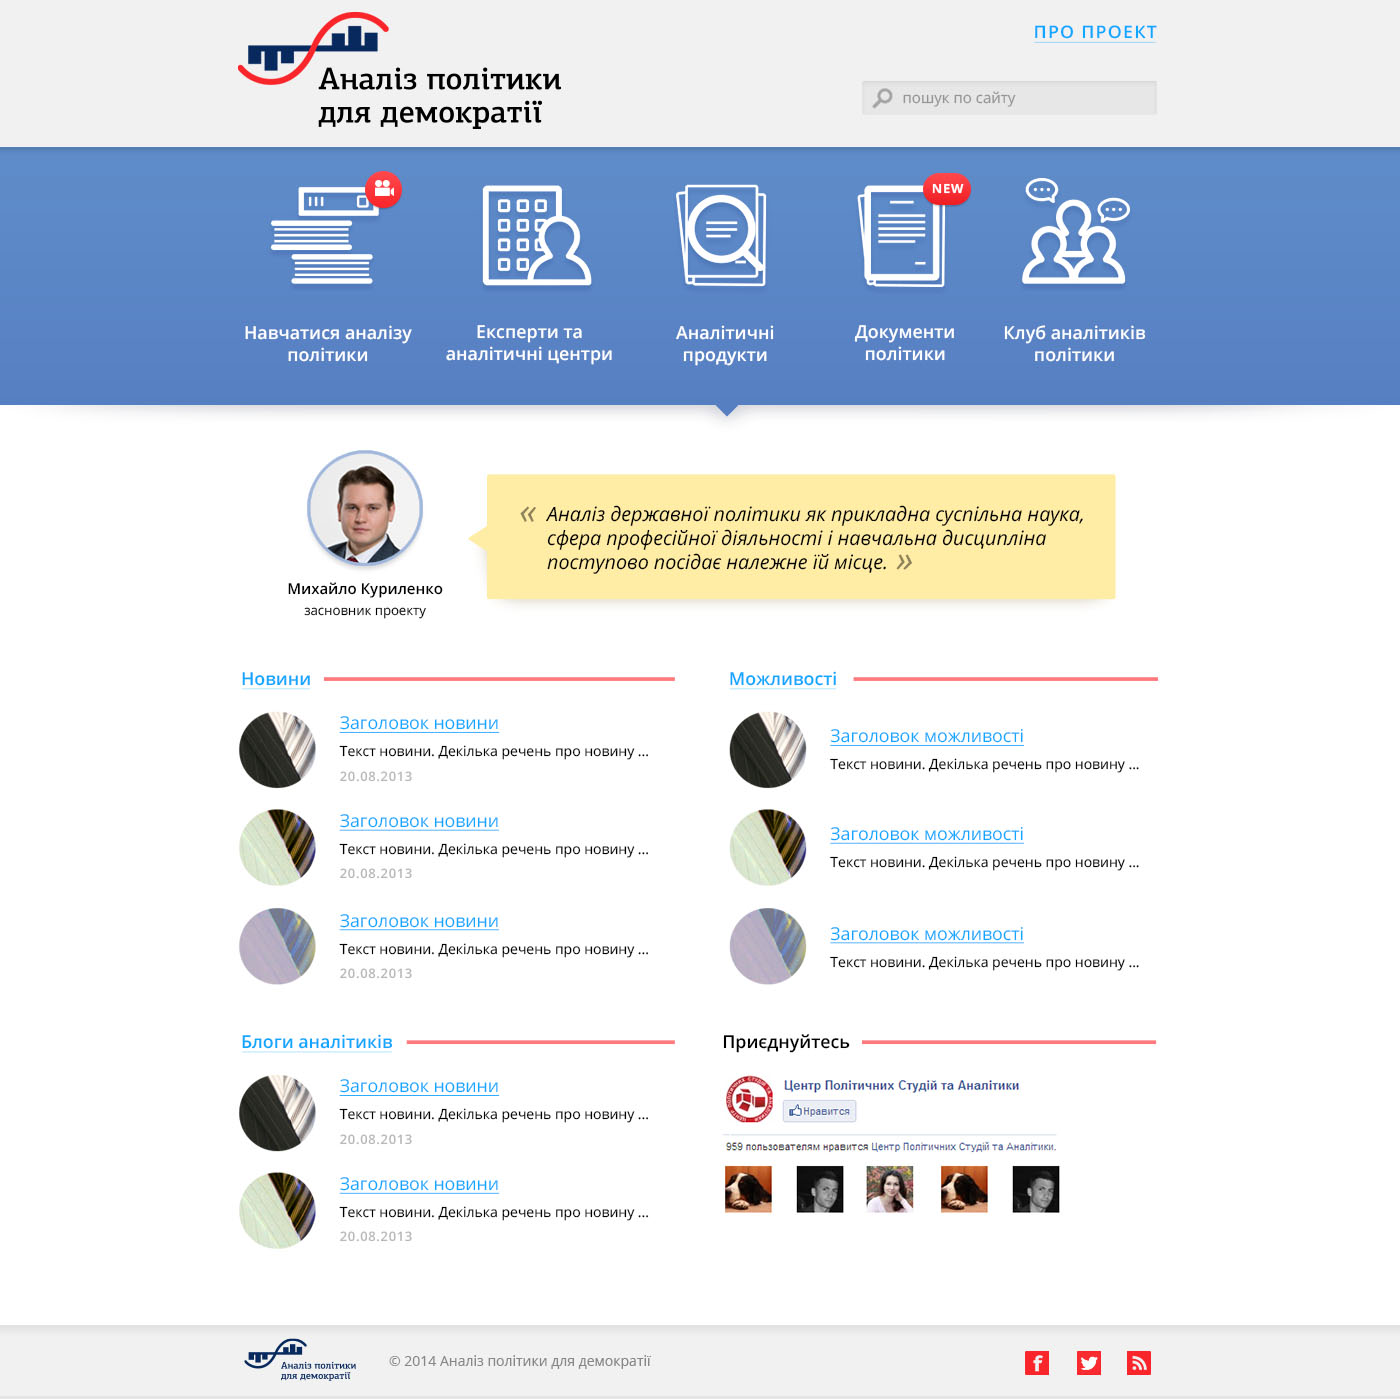 Аналіз політики
для демократії
ПРО ПРОЕКТ
пошук по сайту
NEW
Навчатися аналізу
політики
Експерти та
аналітичні центри
Аналітичні
продукти
Документи
політики
Клуб аналітиків
політики
« Аналіз державної політики як прикладна суспільна наука,
сфера професійної діяльності і навчальна дисципліна
поступово посідає належне їй місце. »
Михайло Куриленко
засновник проекту
Новини
Заголовок новини
Текст новини. Декілька речень про новину ...
20.08.2013
Заголовок новини
Текст новини. Декілька речень про новину ...
20.08.2013
Заголовок новини
Текст новини. Декілька речень про новину ...
20.08.2013
Можливості
Заголовок можливості
Текст новини. Декілька речень про новину ...
Заголовок можливості
Текст новини. Декілька речень про новину ...
Заголовок можливості
Текст новини. Декілька речень про новину ...
Блоги аналітиків
Заголовок новини
Текст новини. Декілька речень про новину ...
20.08.2013
Заголовок новини
Текст новини. Декілька речень про новину ...
20.08.2013
Приєднуйтесь
Центр Політичних Студій та Аналітики
Нравится
959 пользователям нравится Центр Політичних Студій та Аналітики.
Аналіз політики
для демократії
© 2014 Аналіз політики для демократії